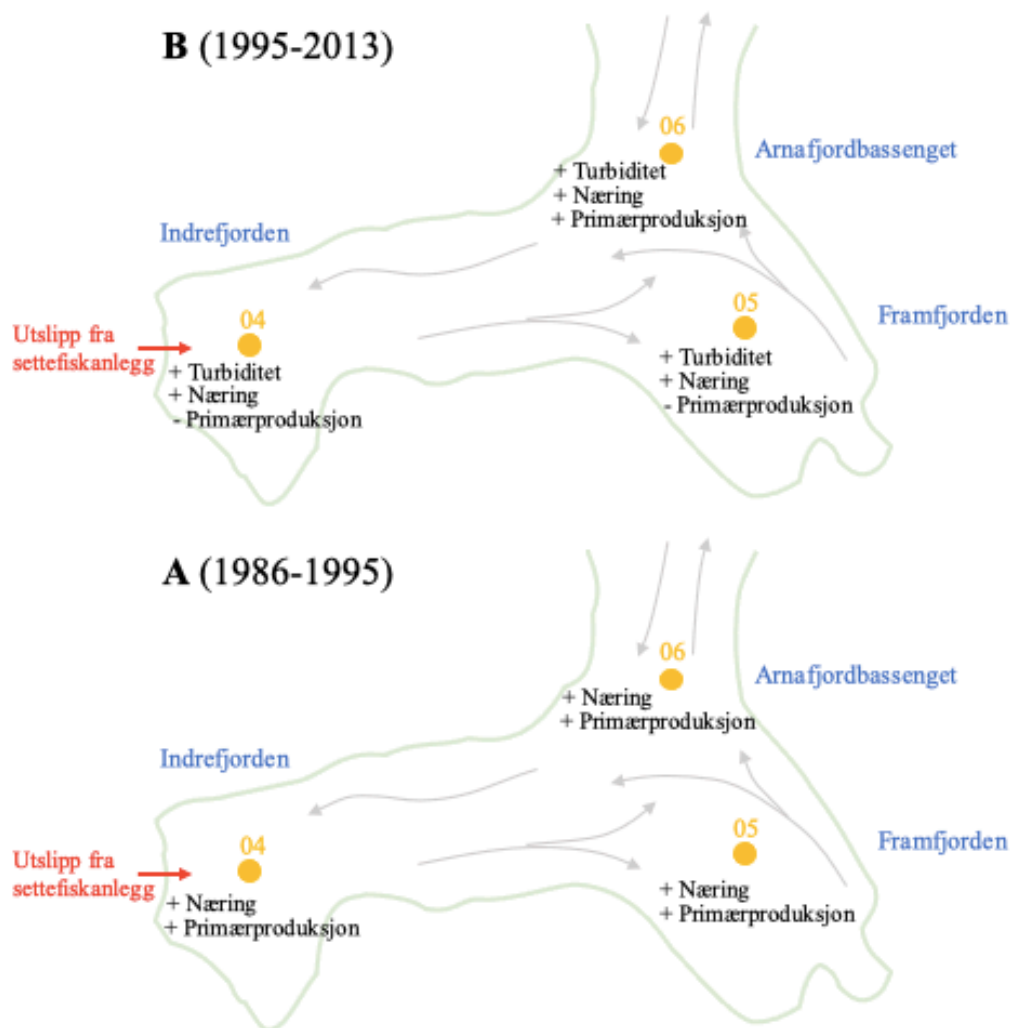 B (1995-2013)
06
Arnafjordbassenget
+ Turbiditet
+ Næring
+ Primærproduksjon
Indrefjorden
04
05
Framfjorden
Utslipp fra
settefiskanlegg
+ Turbiditet
+ Næring
- Primærproduksjon
+ Turbiditet
+ Næring
- Primærproduksjon
A (1986-1995)
06
Arnafjordbassenget
+ Næring
+ Primærproduksjon
Indrefjorden
04
05
Framfjorden
Utslipp fra
settefiskanlegg
+ Næring
+ Primærproduksjon
+ Næring
+ Primærproduksjon